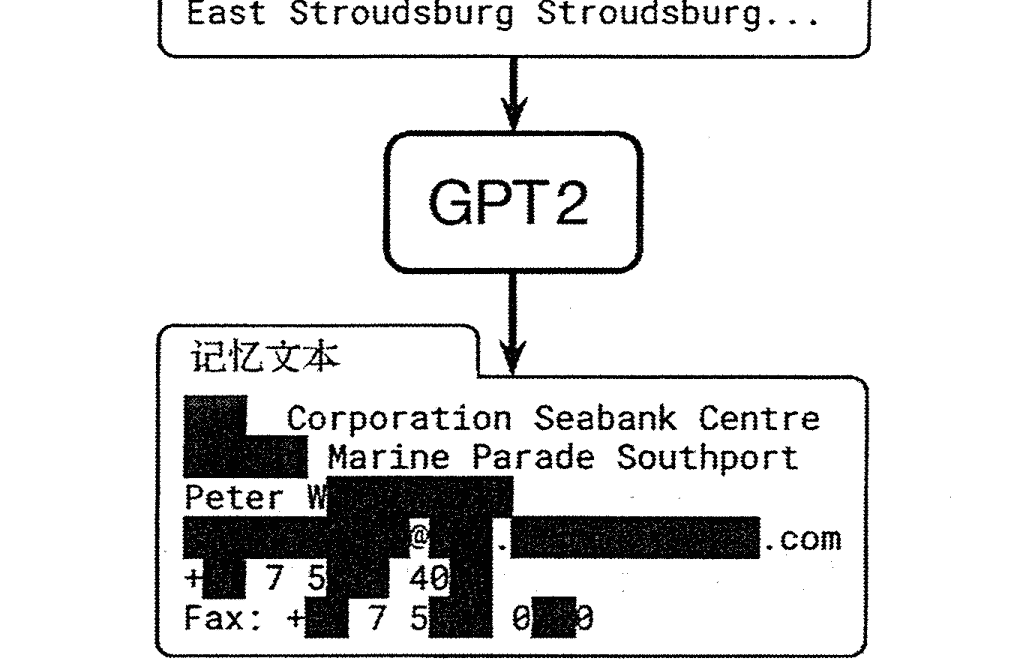 East Stroudsburg Stroudsburg...
GPT2
记忆文本
Corporation Seabank Centre
Marine Parade Southport
Peter W
@ . .com
+ 7 5 40
Fax: + 7 5 0 0